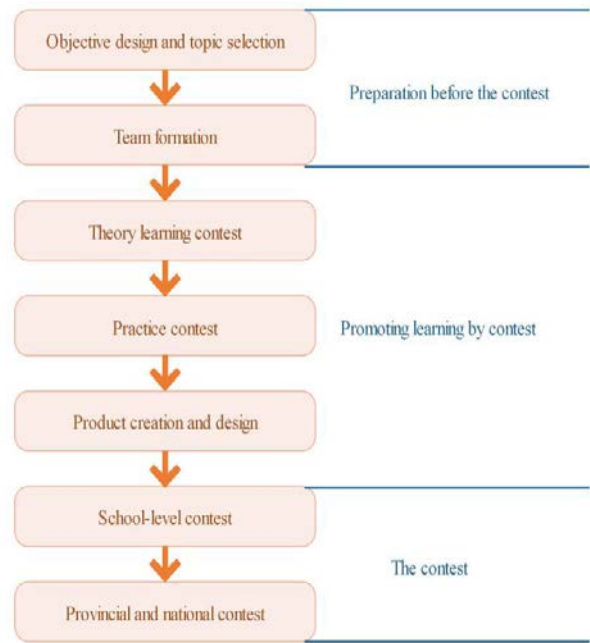 Objective design and topic selection
Preparation before the contest
Team formation
Theory learning contest
Practice contest
Promoting learning by contest
Product creation and design
School-level contest
The contest
Provincial and national contest